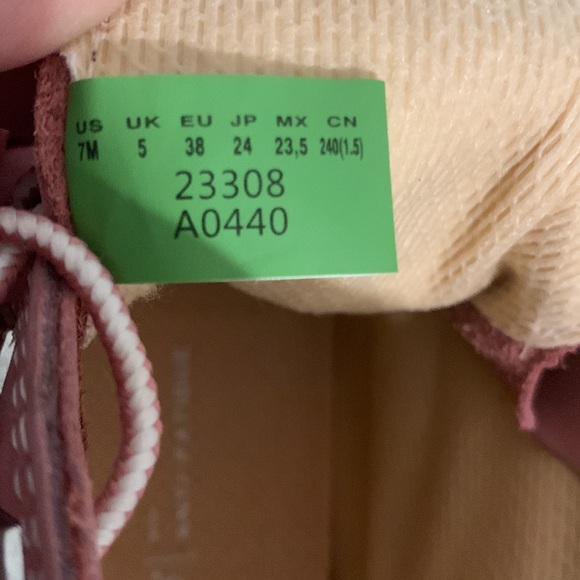 US UK EU JP MX CN
7M 5 38 24 23,5 240(1.5)
23308
A0440